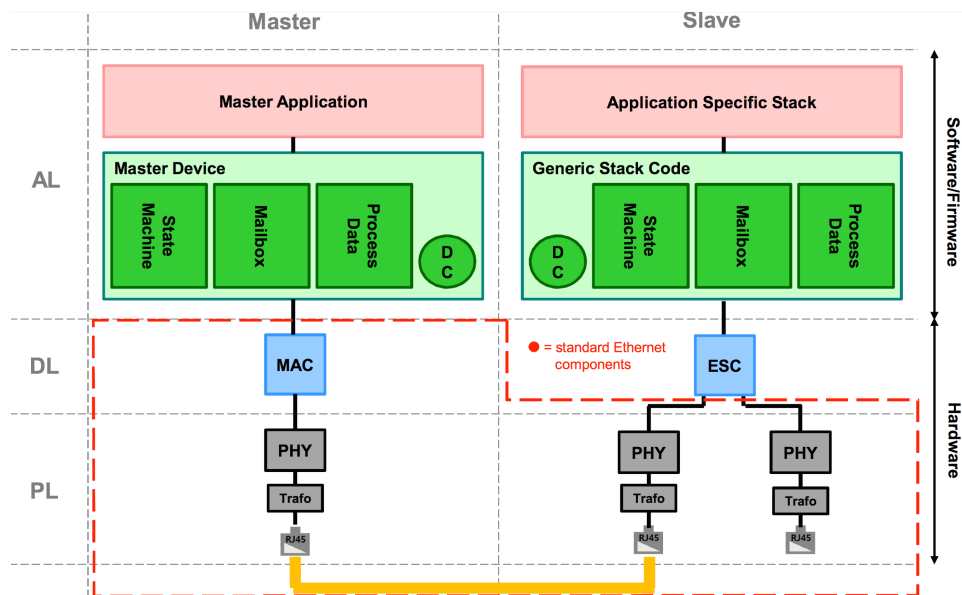 Master
Slave
Master Application
Application Specific Stack
AL
Master Device
State
Machine
Mailbox
Process
Data
D
C
Generic Stack Code
D
C
State
Machine
Mailbox
Process
Data
Software/Firmware
DL
MAC
= standard Ethernet
components
ESC
Hardware
PL
PHY
PHY
PHY
Trafo
Trafo
Trafo
RJ45
RJ45
RJ45